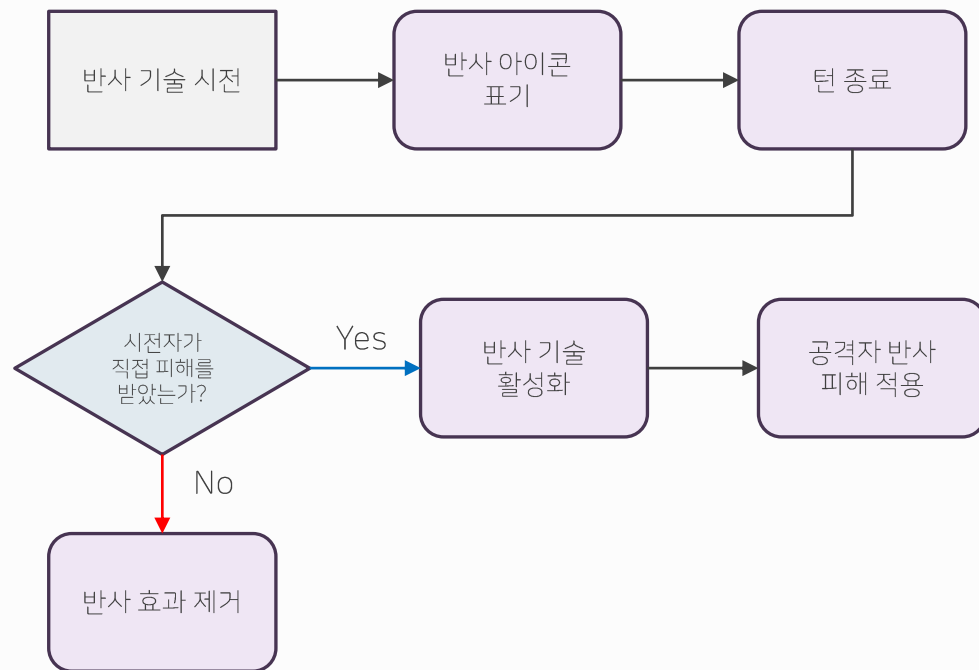 반사 기술 시전
반사 아이콘
표기
턴 종료
시전자가
직접 피해를
받았는가?
Yes
반사 기술
활성화
공격자 반사
피해 적용
No
반사 효과 제거